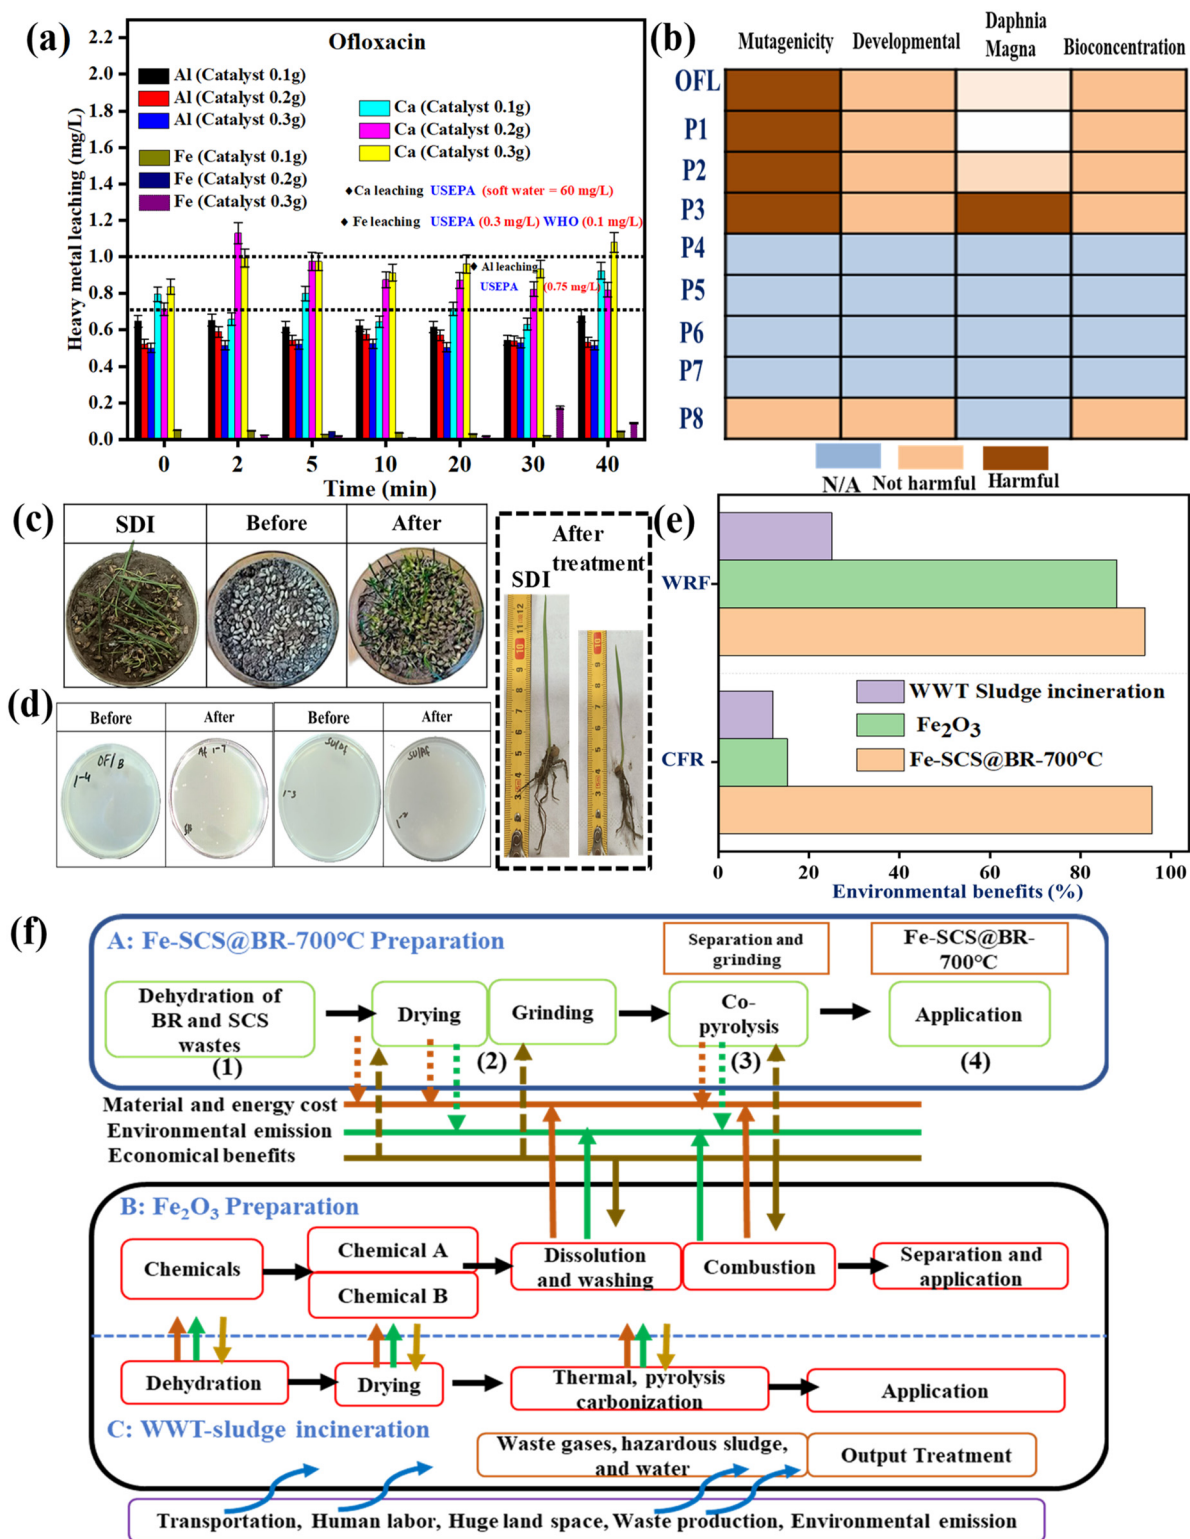 (a)
Ofloxacin
Heavy metal leaching (mg/L)
2.2
2.0
1.8
1.6
1.4
1.2
1.0
0.8
0.6
0.4
0.2
0.0
Al (Catalyst 0.1g)
Al (Catalyst 0.2g)
Al (Catalyst 0.3g)
Fe (Catalyst 0.1g)
Fe (Catalyst 0.2g)
Fe (Catalyst 0.3g)
Ca (Catalyst 0.1g)
Ca (Catalyst 0.2g)
Ca (Catalyst 0.3g)
♦Ca leaching USEPA (soft water = 60 mg/L)
♦ Fe leaching USEPA (0.3 mg/L) WHO (0.1 mg/L)
♦ Al leaching
USEPA (0.75 mg/L)
0 2 5 10 20 30 40
Time (min)
(b)
Mutagenicity Developmental Daphnia Magna Bioconcentration
OFL
P1
P2
P3
P4
P5
P6
P7
P8
N/A Not harmful Harmful
(c)
SDI Before After
After
treatment
SDI
(d)
Before After Before After
OF/B
1-4
Af 1-4
1-3
(e)
WRF
CFR
WWT Sludge incineration
Fe₂O₃
Fe-SCS@BR-700°C
0 20 40 60 80 100
Environmental benefits (%)
(f)
A: Fe-SCS@BR-700°C Preparation
Separation and
grinding
Fe-SCS@BR-
700°C
Dehydration of
BR and SCS
wastes
Drying
Grinding
Co-
pyrolysis
Application
(1) (2) (3) (4)
Material and energy cost
Environmental emission
Economical benefits
B: Fe₂O₃ Preparation
Chemicals
Chemical A
Chemical B
Dissolution
and washing
Combustion
Separation and
application
Dehydration
Drying
Thermal, pyrolysis
carbonization
Application
C: WWT-sludge incineration
Waste gases, hazardous sludge,
and water
Output Treatment
Transportation, Human labor, Huge land space, Waste production, Environmental emission